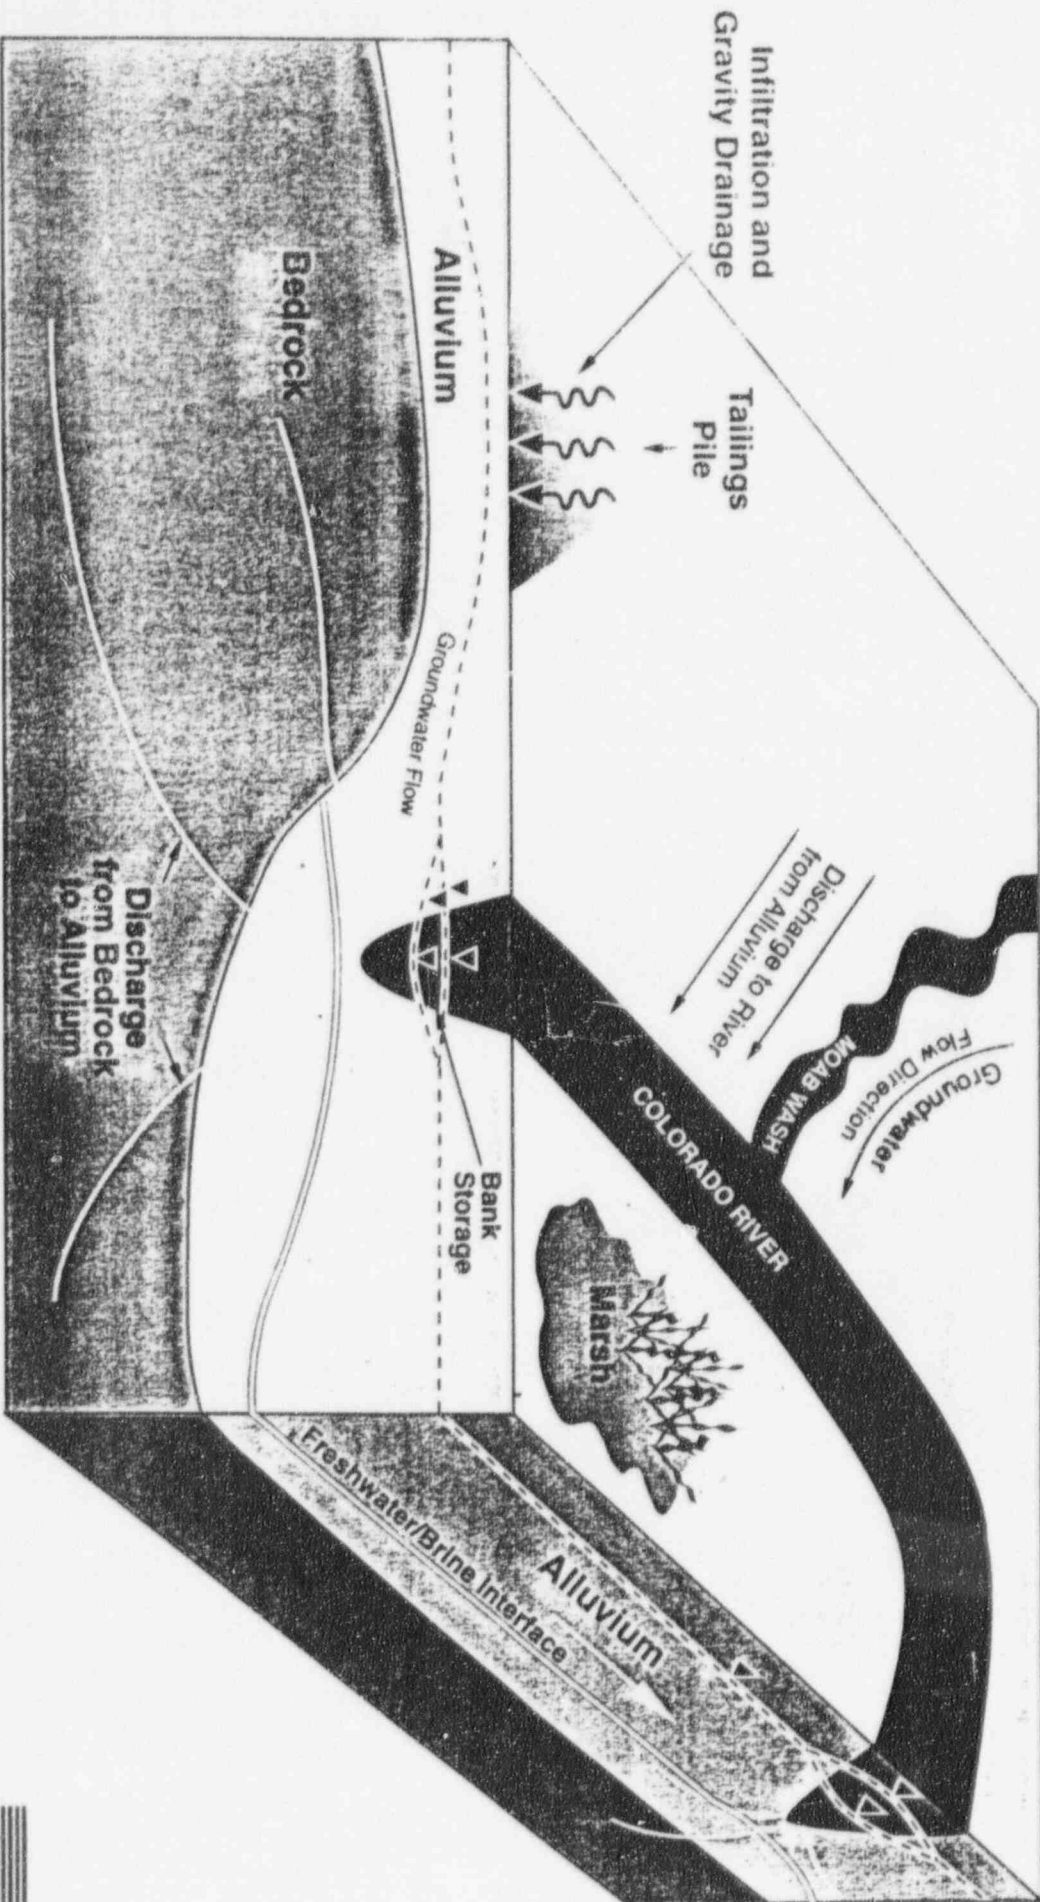 Infiltration and
Gravity Drainage
Tailings
Pile
Discharge to River
from Alluvium
Groundwater
Flow Direction
MOAB WASH
COLORADO RIVER
Marsh
Alluvium
Groundwater Flow
Bank
Storage
Bedrock
Discharge
from Bedrock
to Alluvium
Alluvium
Freshwater/Brine Interface